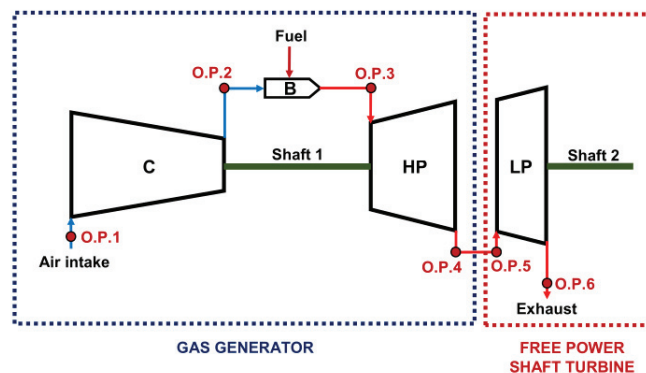 Fuel
O.P.2
B
O.P.3
C
Shaft 1
HP
LP
Shaft 2
O.P.1
Air intake
O.P.4
O.P.5
O.P.6
Exhaust
GAS GENERATOR
FREE POWER
SHAFT TURBINE